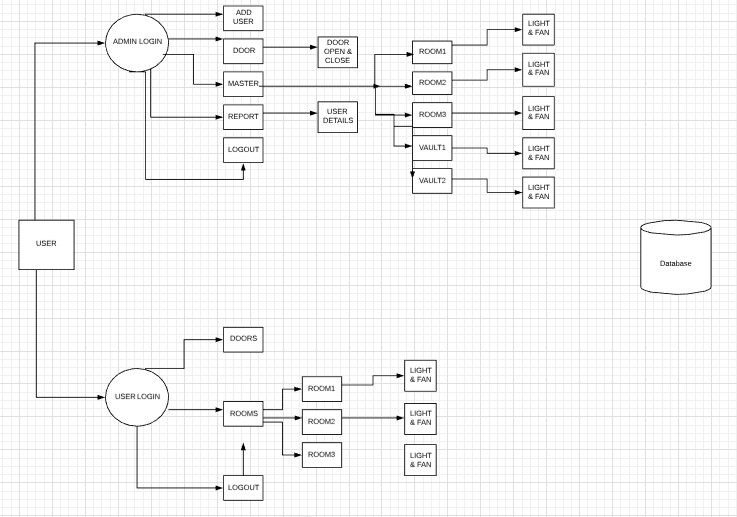 ADD
USER
ADMIN LOGIN
DOOR
DOOR
OPEN &
CLOSE
MASTER
REPORT
USER
DETAILS
LOGOUT
ROOM1
LIGHT
& FAN
ROOM2
LIGHT
& FAN
ROOM3
LIGHT
& FAN
VAULT1
LIGHT
& FAN
VAULT2
LIGHT
& FAN
USER
Database
DOORS
USER LOGIN
ROOMS
ROOM1
LIGHT
& FAN
ROOM2
LIGHT
& FAN
ROOM3
LIGHT
& FAN
LOGOUT